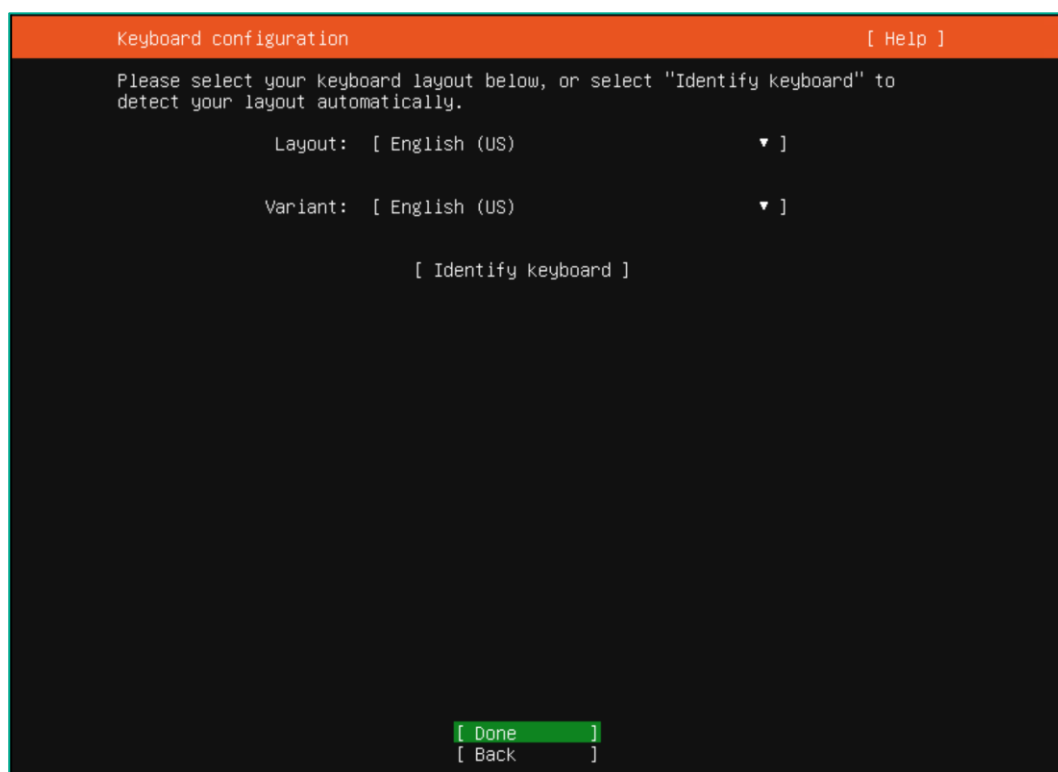 Keyboard configuration [ Help ]
Please select your keyboard layout below, or select "Identify keyboard" to
detect your layout automatically.
Layout: [ English (US) ▾ ]
Variant: [ English (US) ▾ ]
[ Identify keyboard ]
[ Done ]
[ Back ]